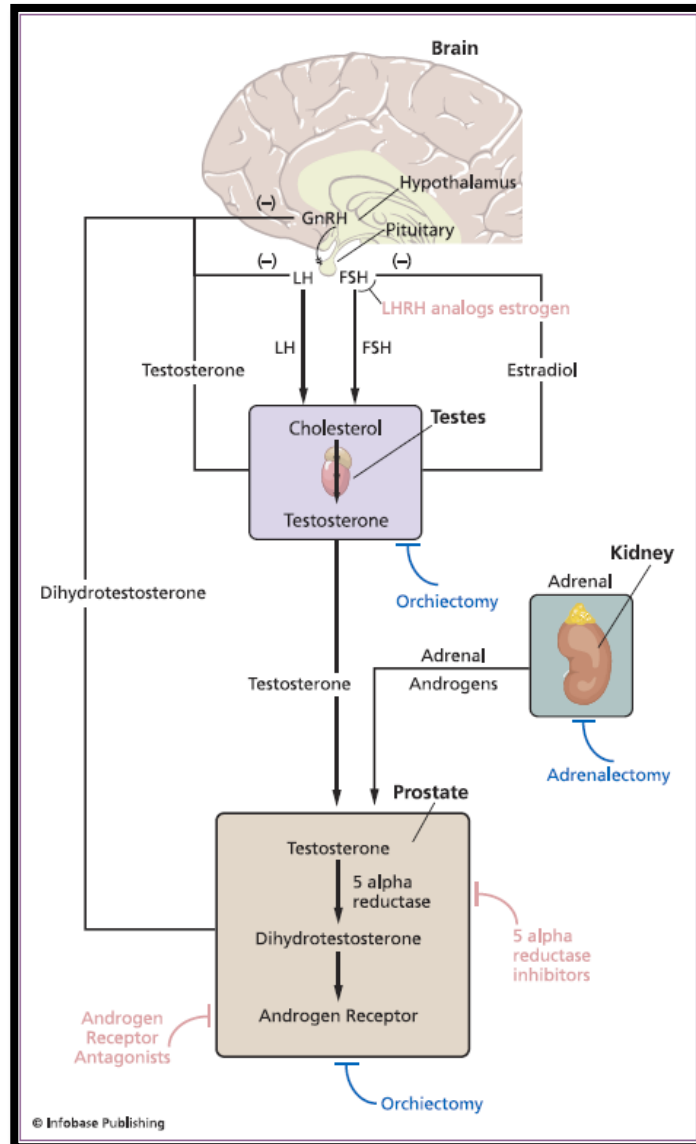 Brain
Hypothalamus
(–)
GnRH
Pituitary
(–)
LH
FSH
(–)
LHRH analogs estrogen
LH
FSH
Testosterone
Estradiol
Cholesterol
Testes
Testosterone
Orchiectomy
Kidney
Adrenal
Dihydrotestosterone
Testosterone
Adrenal
Androgens
Adrenalectomy
Prostate
Testosterone
5 alpha
reductase
Dihydrotestosterone
5 alpha
reductase
inhibitors
Androgen Receptor
Androgen
Receptor
Antagonists
Orchiectomy
© Infobase Publishing